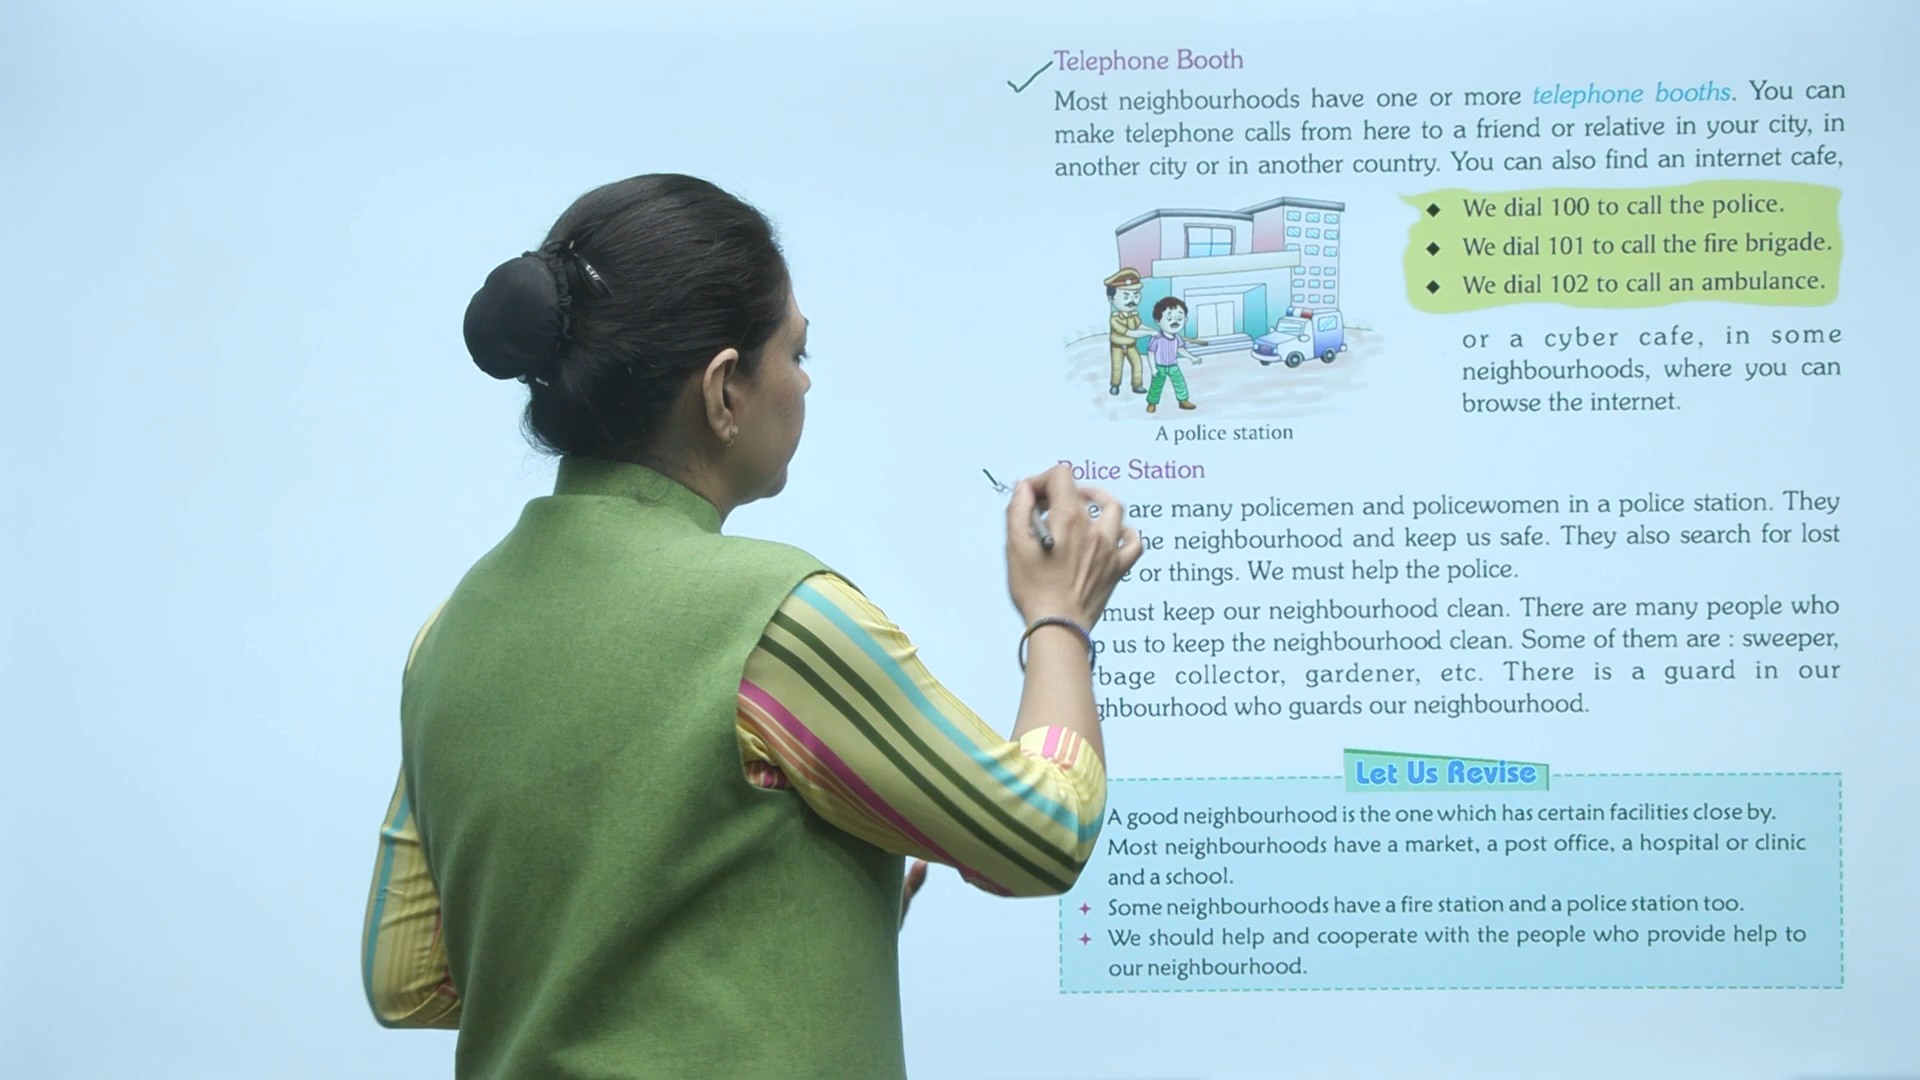 Telephone Booth
Most neighbourhoods have one or more telephone booths. You can
make telephone calls from here to a friend or relative in your city, in
another city or in another country. You can also find an internet cafe,
◆ We dial 100 to call the police.
◆ We dial 101 to call the fire brigade.
◆ We dial 102 to call an ambulance.
or a cyber cafe, in some
neighbourhoods, where you can
browse the internet.
A police station
Police Station
are many policemen and policewomen in a police station. They
neighbourhood and keep us safe. They also search for lost
or things. We must help the police.
must keep our neighbourhood clean. There are many people who
us to keep the neighbourhood clean. Some of them are : sweeper,
collector, gardener, etc. There is a guard in our
who guards our neighbourhood.
Let Us Revise
A good neighbourhood is the one which has certain facilities close by.
Most neighbourhoods have a market, a post office, a hospital or clinic
and a school.
Some neighbourhoods have a fire station and a police station too.
We should help and cooperate with the people who provide help to
our neighbourhood.